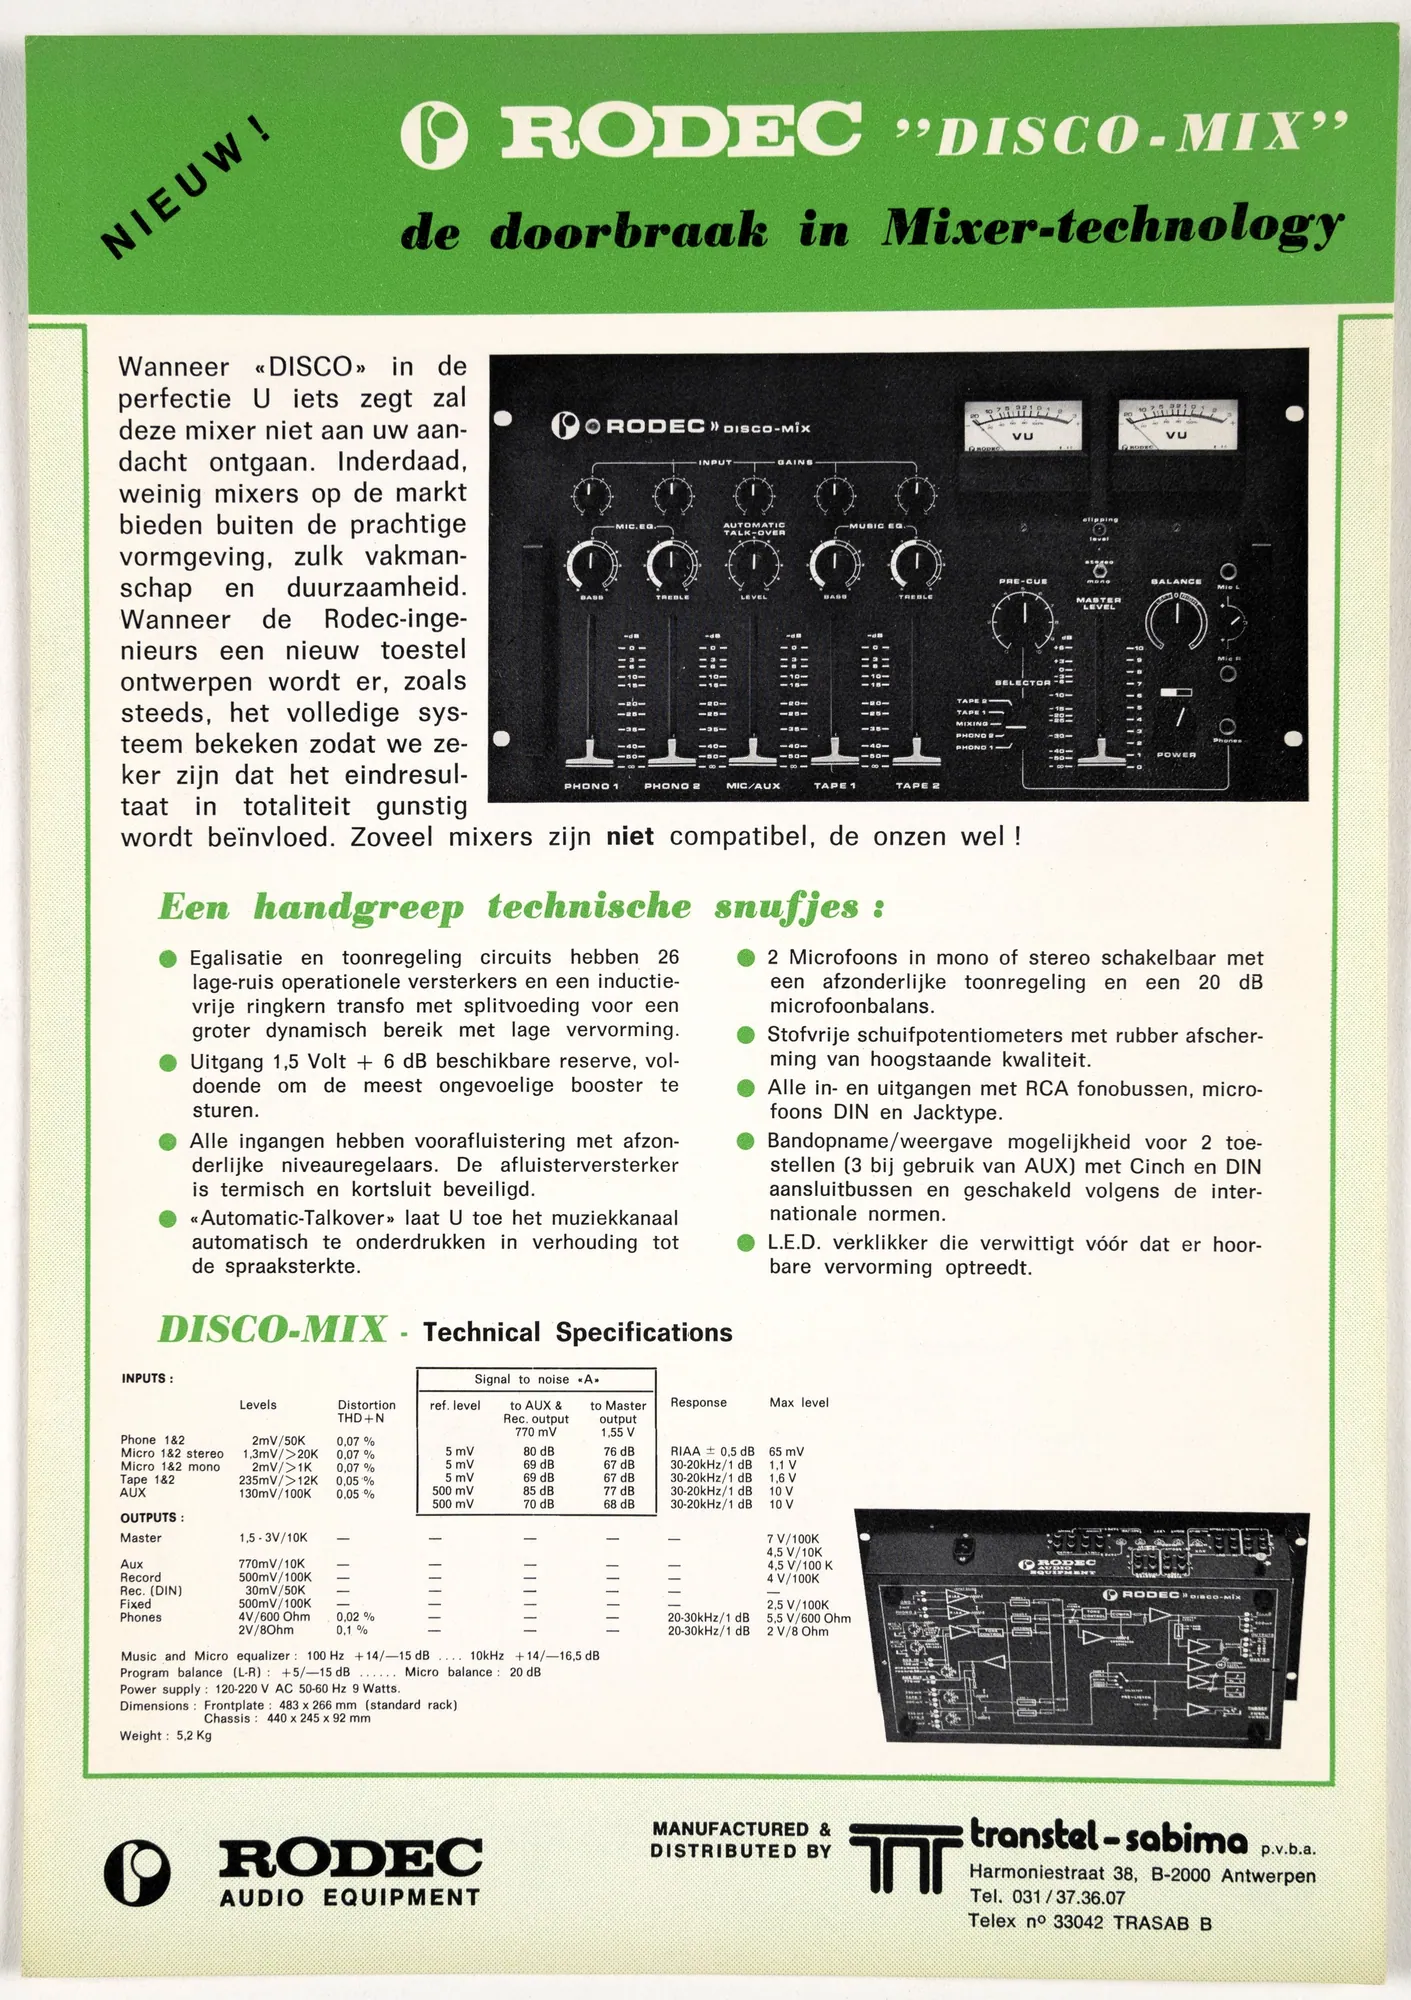 NIEUW !
RODEC ”DISCO-MIX”
de doorbraak in Mixer-technology
Wanneer «DISCO» in de
perfectie U iets zegt zal
deze mixer niet aan uw aan-
dacht ontgaan. Inderdaad,
weinig mixers op de markt
bieden buiten de prachtige
vormgeving, zulk vakman-
schap en duurzaamheid.
Wanneer de Rodec-inge-
nieurs een nieuw toestel
ontwerpen wordt er, zoals
steeds, het volledige sys-
teem bekeken zodat we ze-
ker zijn dat het eindresul-
taat in totaliteit gunstig
wordt beïnvloed. Zoveel mixers zijn niet compatibel, de onzen wel !
RODEC DISCO-MIX
INPUT GAINS
MIC.EQ. AUTOMATIC TALK-OVER MUSIC EQ.
BASS TREBLE LEVEL BASS TREBLE
PHONO 1 PHONO 2 MIC/AUX TAPE 1 TAPE 2
VU VU
clipping
level
stereo
mono
PRE-CUE MASTER LEVEL BALANCE
Mic L
Mic R
SELECTOR
TAPE 2
TAPE 1
MIXING
PHONO 2
PHONO 1
POWER
Phones
Een handgreep technische snufjes :
Egalisatie en toonregeling circuits hebben 26
lage-ruis operationele versterkers en een inductie-
vrije ringkern transfo met splitvoeding voor een
groter dynamisch bereik met lage vervorming.
Uitgang 1,5 Volt + 6 dB beschikbare reserve, vol-
doende om de meest ongevoelige booster te
sturen.
Alle ingangen hebben voorafluistering met afzon-
derlijke niveauregelaars. De afluisterversterker
is termisch en kortsluit beveiligd.
«Automatic-Talkover» laat U toe het muziekkanaal
automatisch te onderdrukken in verhouding tot
de spraaksterkte.
2 Microfoons in mono of stereo schakelbaar met
een afzonderlijke toonregeling en een 20 dB
microfoonbalans.
Stofvrije schuifpotentiometers met rubber afscher-
ming van hoogstaande kwaliteit.
Alle in- en uitgangen met RCA fonobussen, micro-
foons DIN en Jacktype.
Bandopname/weergave mogelijkheid voor 2 toe-
stellen (3 bij gebruik van AUX) met Cinch en DIN
aansluitbussen en geschakeld volgens de inter-
nationale normen.
L.E.D. verklikker die verwittigt vóór dat er hoor-
bare vervorming optreedt.
DISCO-MIX - Technical Specifications
INPUTS :
Signal to noise «A»
Levels Distortion ref. level to AUX & to Master Response Max level
THD+N Rec. output output
770 mV 1,55 V
Phone 1&2 2mV/50K 0,07 % 5 mV 80 dB 76 dB RIAA ± 0,5 dB 65 mV
Micro 1&2 stereo 1,3mV/>20K 0,07 % 5 mV 69 dB 67 dB 30-20kHz/1 dB 1,1 V
Micro 1&2 mono 2mV/>1K 0,07 % 5 mV 69 dB 67 dB 30-20kHz/1 dB 1,6 V
Tape 1&2 235mV/>12K 0,05 % 500 mV 85 dB 77 dB 30-20kHz/1 dB 10 V
AUX 130mV/100K 0,05 % 500 mV 70 dB 68 dB 30-20kHz/1 dB 10 V
OUTPUTS :
Master 1,5 - 3V/10K — — — — — 7 V/100K
4,5 V/10K
Aux 770mV/10K — — — — — 4,5 V/100 K
Record 500mV/100K — — — — — 4 V/100K
Rec. (DIN) 30mV/50K — — — — — —
Fixed 500mV/100K — — — — — 2,5 V/100K
Phones 4V/600 Ohm 0,02 % — — — 20-30kHz/1 dB 5,5 V/600 Ohm
2V/8Ohm 0,1 % — — — 20-30kHz/1 dB 2 V/8 Ohm
Music and Micro equalizer : 100 Hz +14/—15 dB .... 10kHz +14/—16,5 dB
Program balance (L-R) : +5/—15 dB ...... Micro balance : 20 dB
Power supply : 120-220 V AC 50-60 Hz 9 Watts.
Dimensions : Frontplate : 483 x 266 mm (standard rack)
Chassis : 440 x 245 x 92 mm
Weight : 5,2 Kg
RODEC
AUDIO
EQUIPMENT
RODEC DISCO-MIX
RODEC
AUDIO EQUIPMENT
MANUFACTURED &
DISTRIBUTED BY
transtel-sabima p.v.b.a.
Harmoniestraat 38, B-2000 Antwerpen
Tel. 031/37.36.07
Telex nº 33042 TRASAB B